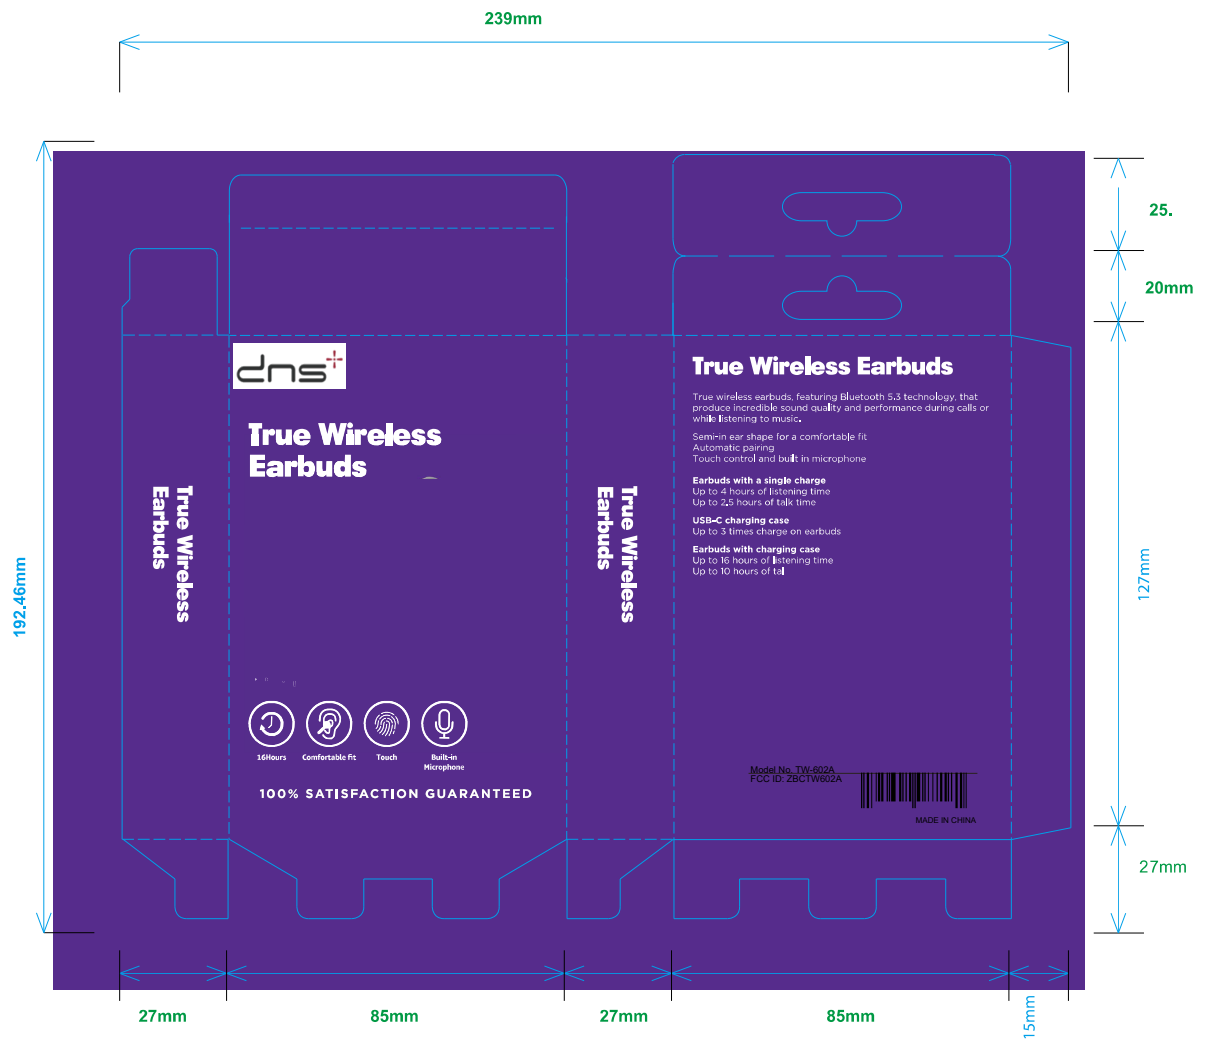 239mm
25.
20mm
127mm
27mm
192.46mm
dns+
True Wireless
Earbuds
True Wireless
Earbuds
16Hours
Comfortable fit
Touch
Built-in
Microphone
100% SATISFACTION GUARANTEED
True Wireless
Earbuds
True Wireless Earbuds
True wireless earbuds, featuring Bluetooth 5.3 technology, that
produce incredible sound quality and performance during calls or
while listening to music.
Semi-in ear shape for a comfortable fit
Automatic pairing
Touch control and built in microphone
Earbuds with a single charge
Up to 4 hours of listening time
Up to 2.5 hours of talk time
USB-C charging case
Up to 3 times charge on earbuds
Earbuds with charging case
Up to 16 hours of listening time
Up to 10 hours of tal
Model No. TW-602A
FCC ID: ZBCTW602A
MADE IN CHINA
27mm
85mm
27mm
85mm
15mm